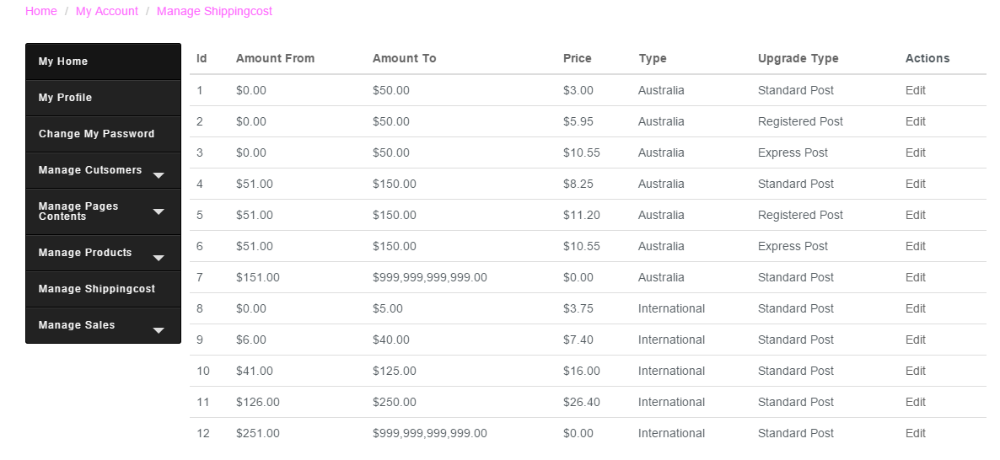 Home / My Account / Manage Shippingcost
My Home
My Profile
Change My Password
Manage Cutsomers
Manage Pages
Contents
Manage Products
Manage Shippingcost
Manage Sales
Id Amount From Amount To Price Type Upgrade Type Actions
1 $0.00 $50.00 $3.00 Australia Standard Post Edit
2 $0.00 $50.00 $5.95 Australia Registered Post Edit
3 $0.00 $50.00 $10.55 Australia Express Post Edit
4 $51.00 $150.00 $8.25 Australia Standard Post Edit
5 $51.00 $150.00 $11.20 Australia Registered Post Edit
6 $51.00 $150.00 $10.55 Australia Express Post Edit
7 $151.00 $999,999,999,999.00 $0.00 Australia Standard Post Edit
8 $0.00 $5.00 $3.75 International Standard Post Edit
9 $6.00 $40.00 $7.40 International Standard Post Edit
10 $41.00 $125.00 $16.00 International Standard Post Edit
11 $126.00 $250.00 $26.40 International Standard Post Edit
12 $251.00 $999,999,999,999.00 $0.00 International Standard Post Edit